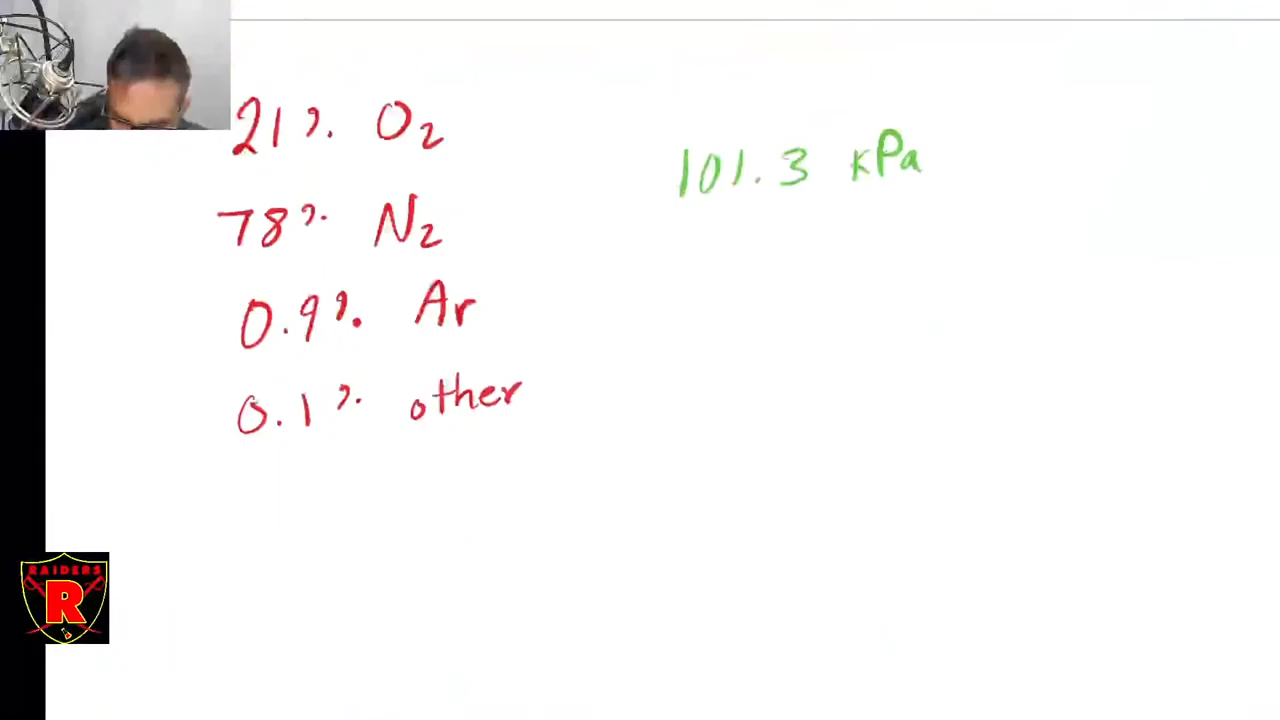 21% O2
78% N2
0.9% Ar
0.1% other
101.3 kPa
RAIDERS
R